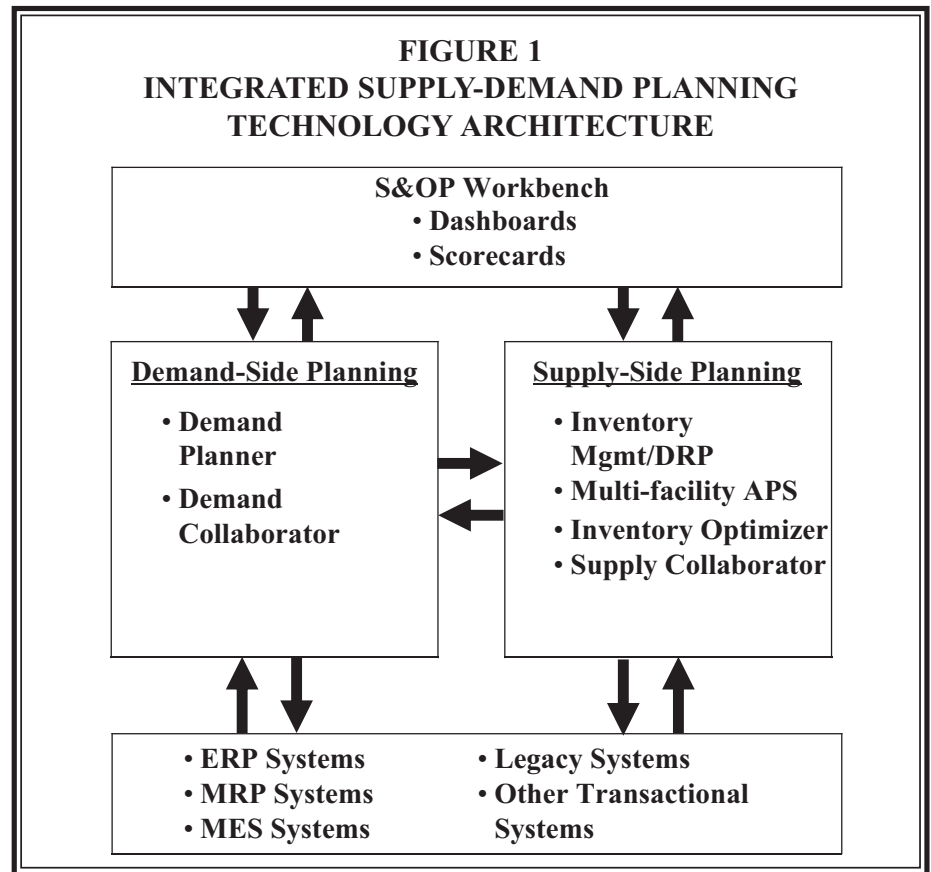 FIGURE 1
INTEGRATED SUPPLY-DEMAND PLANNING
TECHNOLOGY ARCHITECTURE
S&OP Workbench
• Dashboards
• Scorecards
Demand-Side Planning
• Demand
Planner
• Demand
Collaborator
Supply-Side Planning
• Inventory
Mgmt/DRP
• Multi-facility APS
• Inventory Optimizer
• Supply Collaborator
• ERP Systems
• MRP Systems
• MES Systems
• Legacy Systems
• Other Transactional
Systems